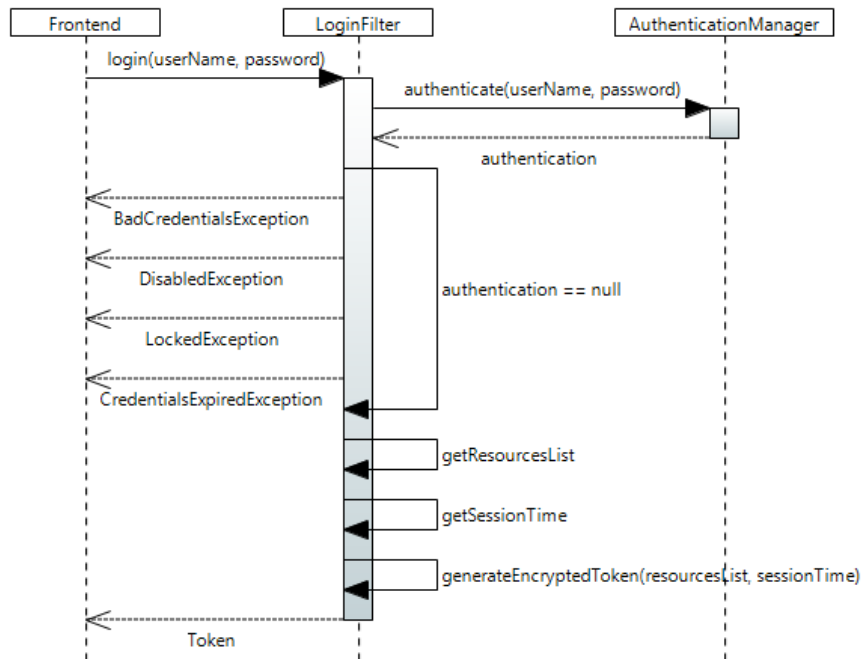 Frontend
LoginFilter
AuthenticationManager
login(userName, password)
authenticate(userName, password)
authentication
BadCredentialsException
DisabledException
authentication == null
LockedException
CredentialsExpiredException
getResourcesList
getSessionTime
generateEncryptedToken(resourcesList, sessionTime)
Token